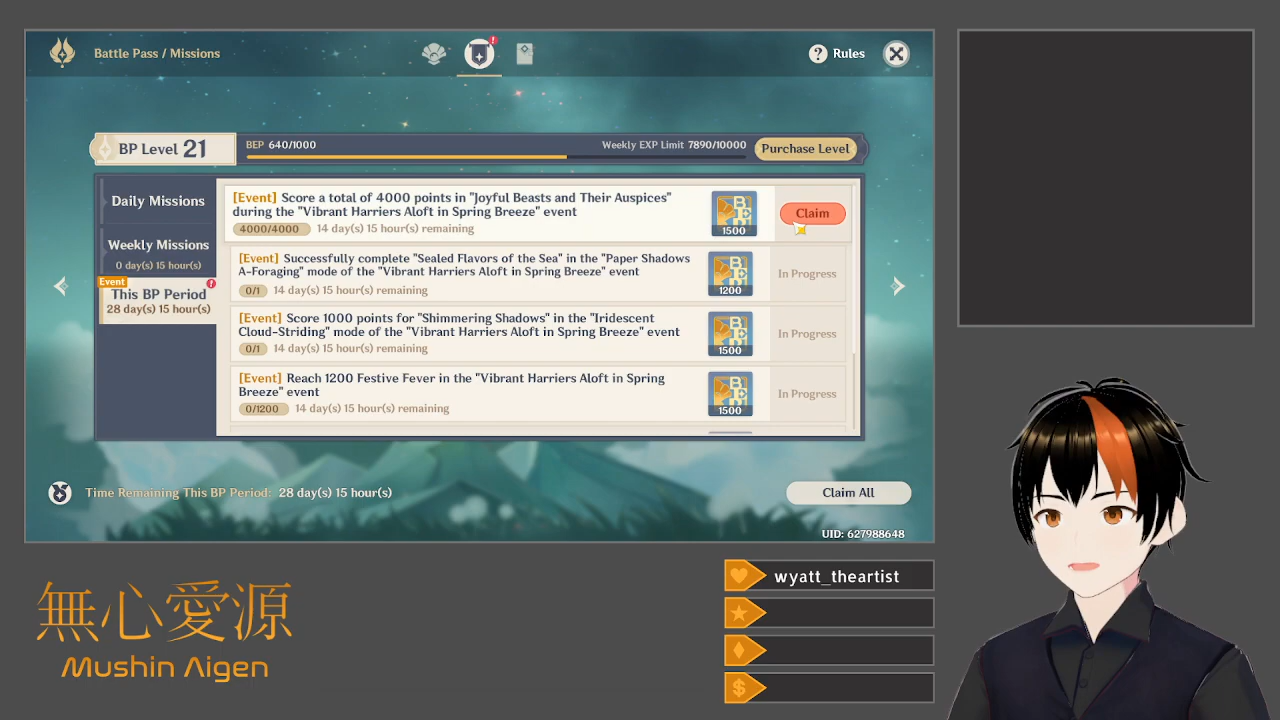 Battle Pass / Missions
Rules
BP Level 21
BEP 640/1000
Weekly EXP Limit 7890/10000
Purchase Level
Daily Missions
Weekly Missions
0 day(s) 15 hour(s)
Event
This BP Period
28 day(s) 15 hour(s)
[Event] Score a total of 4000 points in "Joyful Beasts and Their Auspices"
during the "Vibrant Harriers Aloft in Spring Breeze" event
4000/4000 14 day(s) 15 hour(s) remaining
1500
Claim
[Event] Successfully complete "Sealed Flavors of the Sea" in the "Paper Shadows
A-Foraging" mode of the "Vibrant Harriers Aloft in Spring Breeze" event
0/1 14 day(s) 15 hour(s) remaining
1200
In Progress
[Event] Score 1000 points for "Shimmering Shadows" in the "Iridescent
Cloud-Striding" mode of the "Vibrant Harriers Aloft in Spring Breeze" event
0/1 14 day(s) 15 hour(s) remaining
1500
In Progress
[Event] Reach 1200 Festive Fever in the "Vibrant Harriers Aloft in Spring
Breeze" event
0/1200 14 day(s) 15 hour(s) remaining
1500
In Progress
Time Remaining This BP Period: 28 day(s) 15 hour(s)
Claim All
UID: 627988648
無心愛源
Mushin Aigen
wyatt_theartist
$